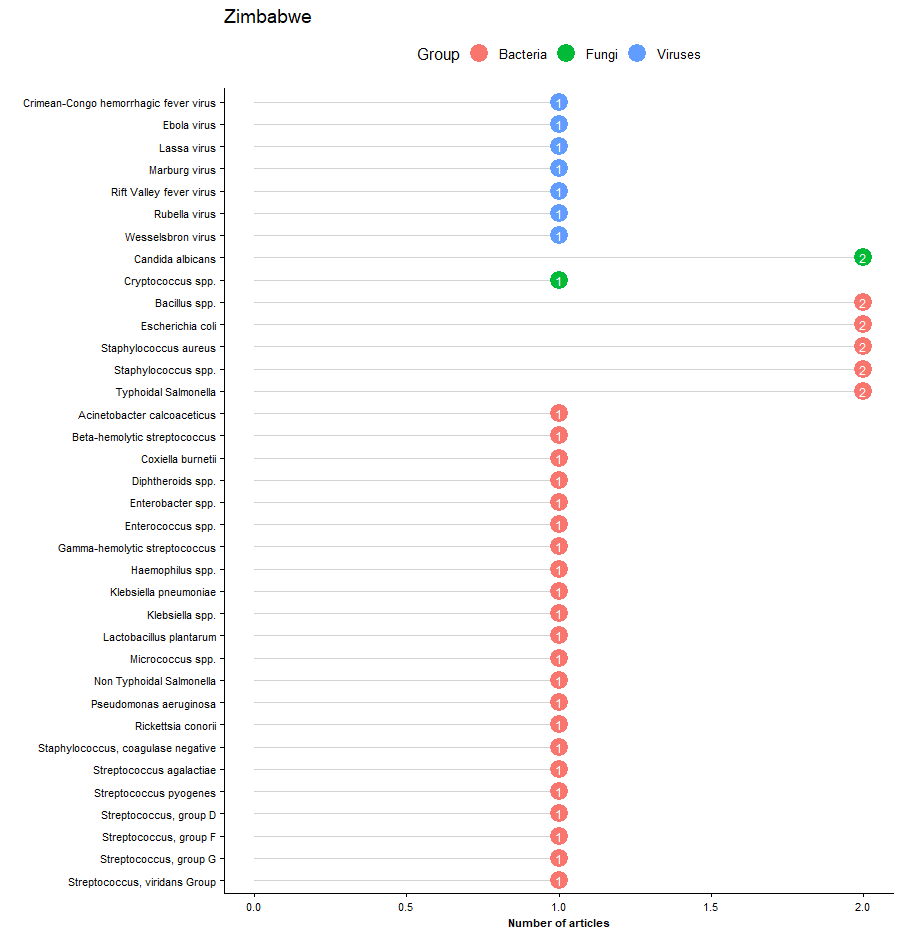 Zimbabwe
Group Bacteria Fungi Viruses
Crimean-Congo hemorrhagic fever virus 1
Ebola virus 1
Lassa virus 1
Marburg virus 1
Rift Valley fever virus 1
Rubella virus 1
Wesselsbron virus 1
Candida albicans 2
Cryptococcus spp. 1
Bacillus spp. 2
Escherichia coli 2
Staphylococcus aureus 2
Staphylococcus spp. 2
Typhoidal Salmonella 2
Acinetobacter calcoaceticus 1
Beta-hemolytic streptococcus 1
Coxiella burnetii 1
Diphtheroids spp. 1
Enterobacter spp. 1
Enterococcus spp. 1
Gamma-hemolytic streptococcus 1
Haemophilus spp. 1
Klebsiella pneumoniae 1
Klebsiella spp. 1
Lactobacillus plantarum 1
Micrococcus spp. 1
Non Typhoidal Salmonella 1
Pseudomonas aeruginosa 1
Rickettsia conorii 1
Staphylococcus, coagulase negative 1
Streptococcus agalactiae 1
Streptococcus pyogenes 1
Streptococcus, group D 1
Streptococcus, group F 1
Streptococcus, group G 1
Streptococcus, viridans Group 1
0.0 0.5 1.0 1.5 2.0
Number of articles